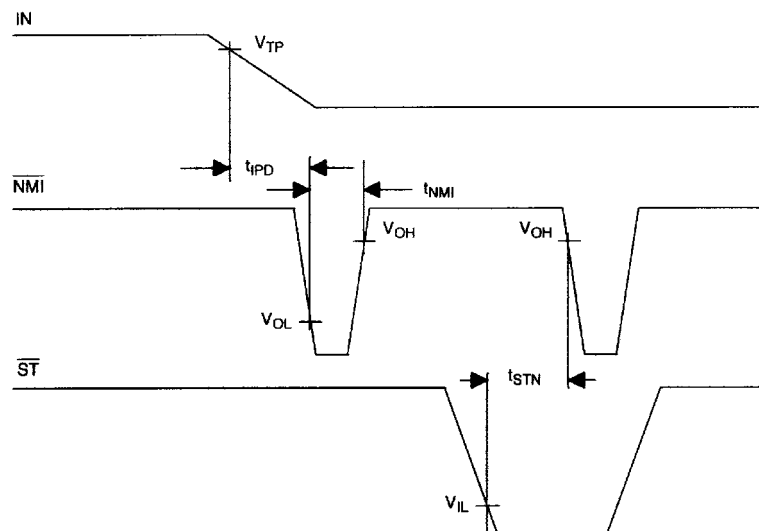 IN
V_TP
t_IPD
NMI
t_NMI
V_OH
V_OH
V_OL
ST
t_STN
V_IL